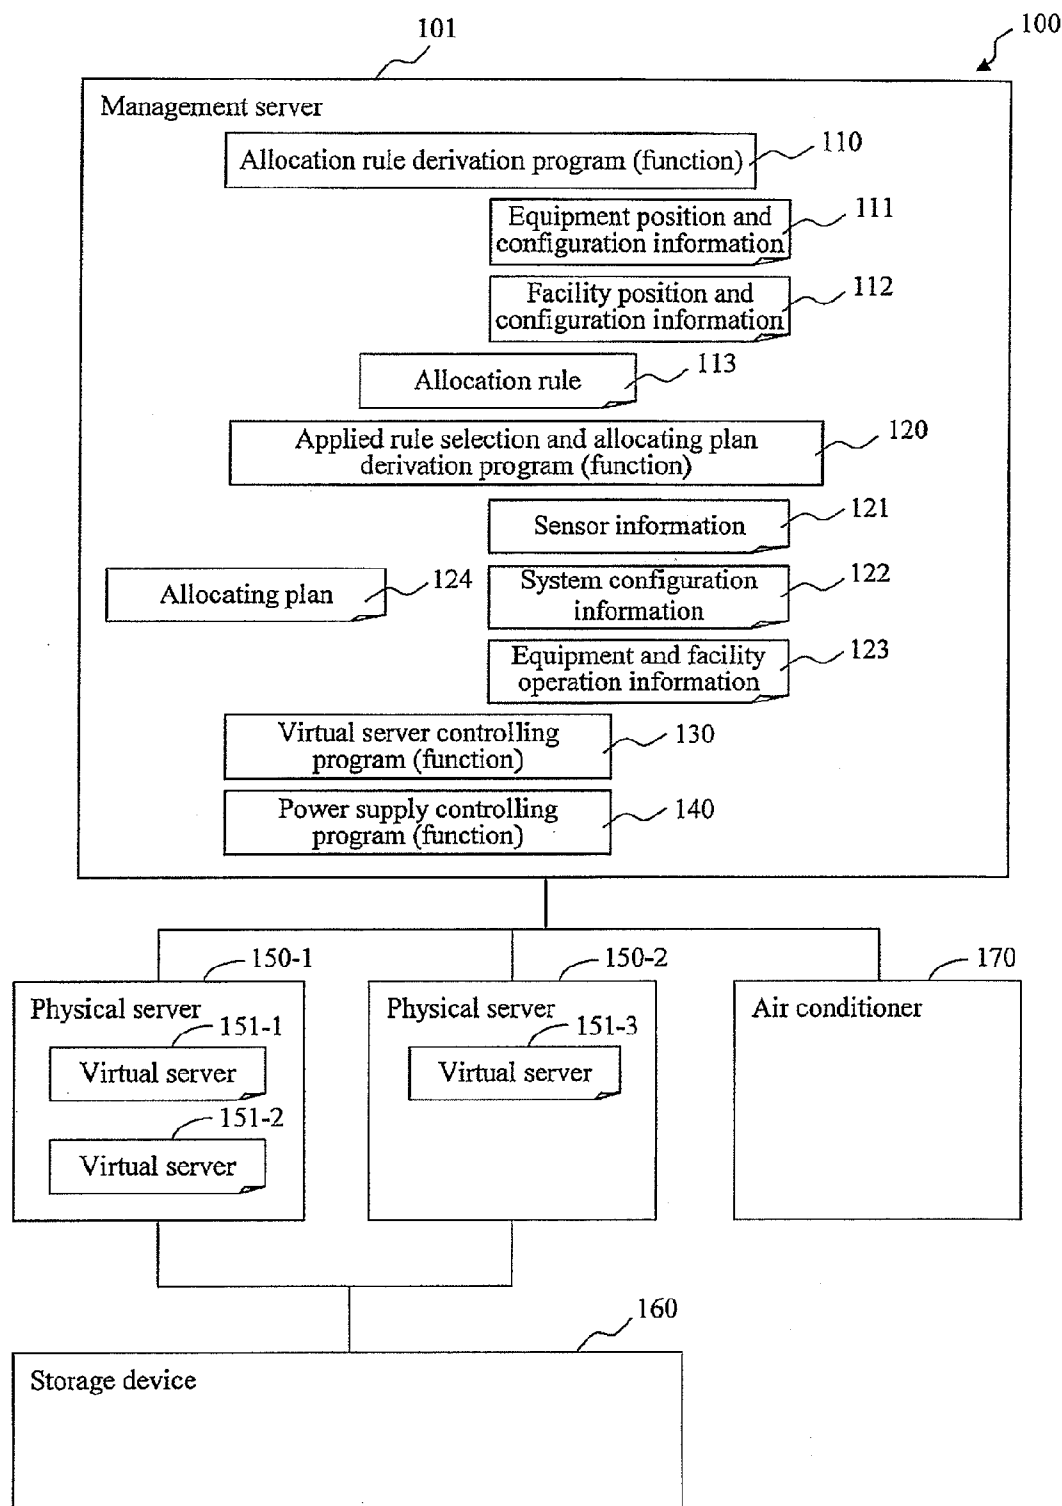 100
101
Management server
Allocation rule derivation program (function)
110
Equipment position and
configuration information
111
Facility position and
configuration information
112
Allocation rule
113
Applied rule selection and allocating plan
derivation program (function)
120
Sensor information
121
Allocating plan
124
System configuration
information
122
Equipment and facility
operation information
123
Virtual server controlling
program (function)
130
Power supply controlling
program (function)
140
150-1
Physical server
151-1
Virtual server
151-2
Virtual server
150-2
Physical server
151-3
Virtual server
170
Air conditioner
160
Storage device